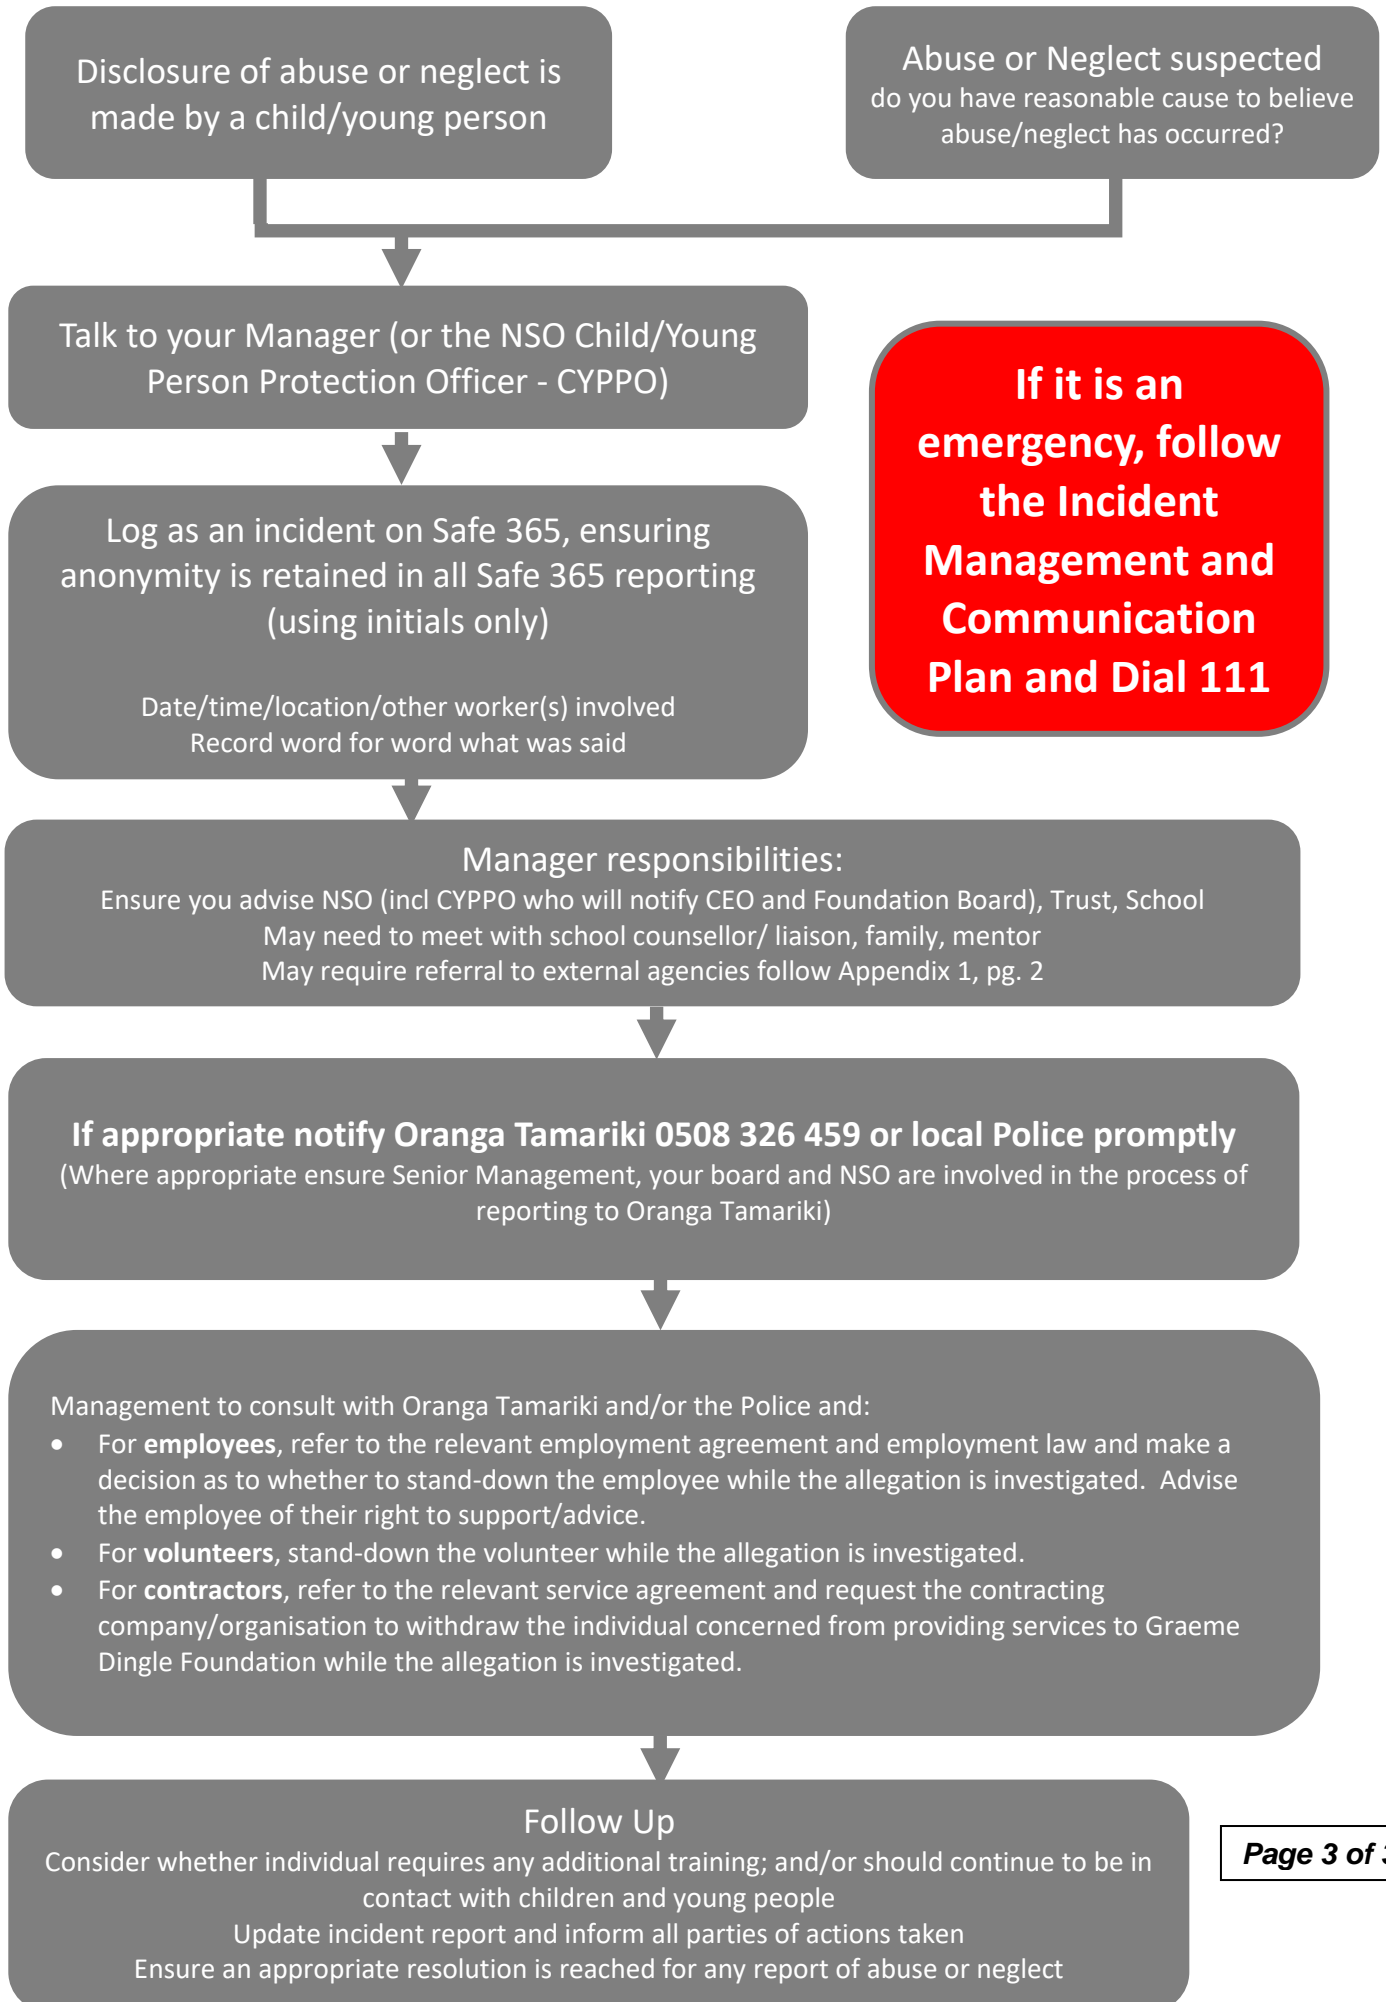 Disclosure of abuse or neglect is
made by a child/young person
Abuse or Neglect suspected
do you have reasonable cause to believe
abuse/neglect has occurred?
Talk to your Manager (or the NSO Child/Young
Person Protection Officer - CYPPO)
If it is an
emergency, follow
the Incident
Management and
Communication
Plan and Dial 111
Log as an incident on Safe 365, ensuring
anonymity is retained in all Safe 365 reporting
(using initials only)
Date/time/location/other worker(s) involved
Record word for word what was said
Manager responsibilities:
Ensure you advise NSO (incl CYPPO who will notify CEO and Foundation Board), Trust, School
May need to meet with school counsellor/ liaison, family, mentor
May require referral to external agencies follow Appendix 1, pg. 2
If appropriate notify Oranga Tamariki 0508 326 459 or local Police promptly
(Where appropriate ensure Senior Management, your board and NSO are involved in the process of
reporting to Oranga Tamariki)
Management to consult with Oranga Tamariki and/or the Police and:
• For employees, refer to the relevant employment agreement and employment law and make a
decision as to whether to stand-down the employee while the allegation is investigated.  Advise
the employee of their right to support/advice.
• For volunteers, stand-down the volunteer while the allegation is investigated.
• For contractors, refer to the relevant service agreement and request the contracting
company/organisation to withdraw the individual concerned from providing services to Graeme
Dingle Foundation while the allegation is investigated.
Follow Up
Consider whether individual requires any additional training; and/or should continue to be in
contact with children and young people
Update incident report and inform all parties of actions taken
Ensure an appropriate resolution is reached for any report of abuse or neglect
Page 3 of